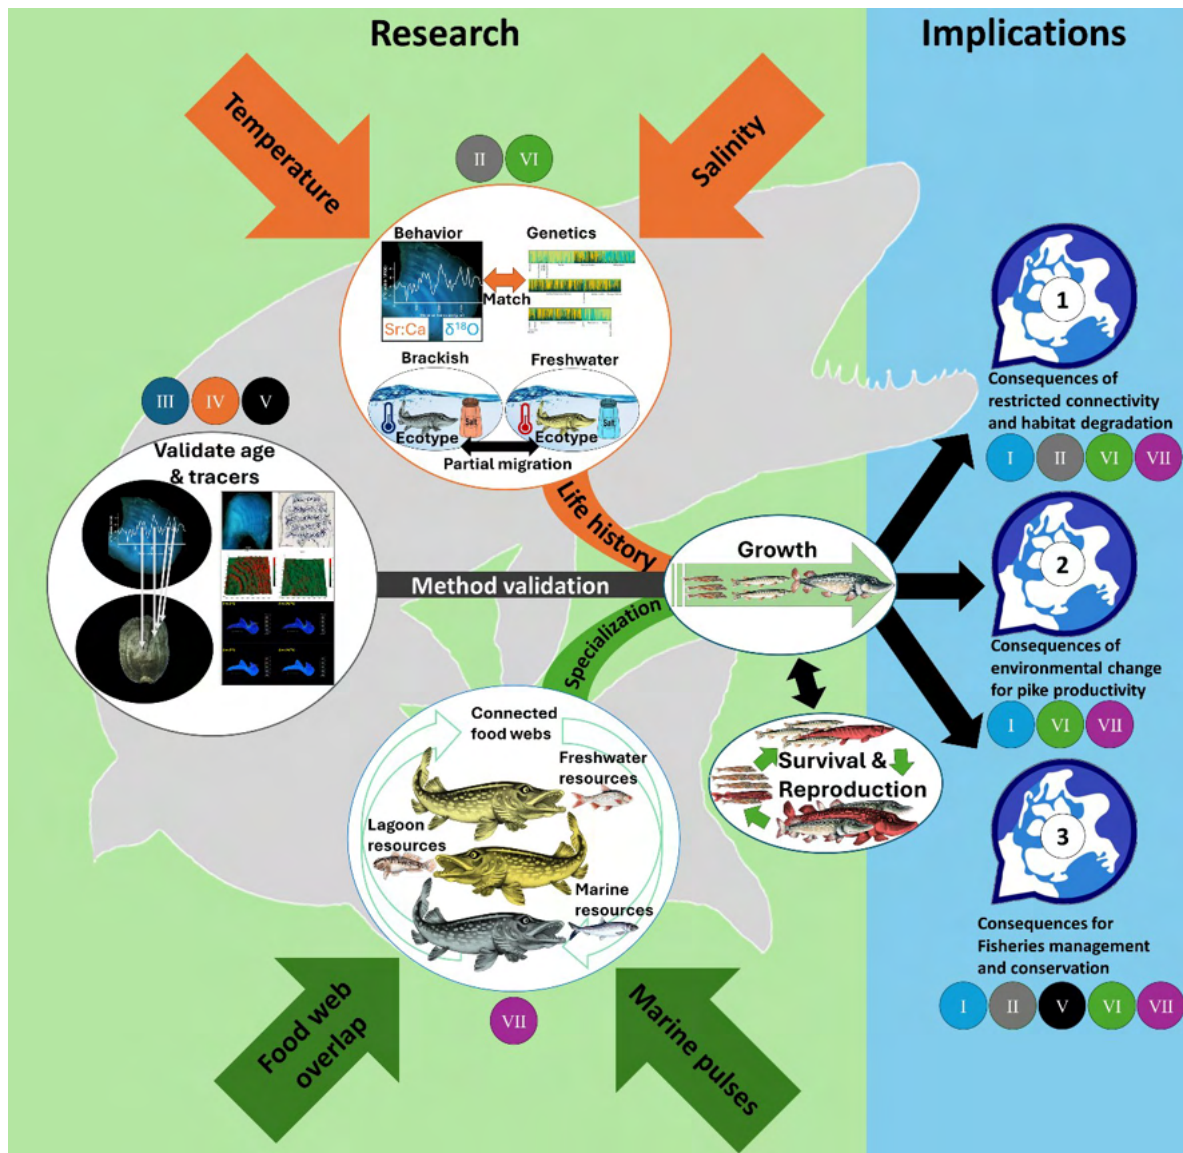 Research
Implications
Temperature
Salinity
II
VI
Behavior
Genetics
Match
Sr:Ca
δ¹⁸O
Brackish
Freshwater
Salt
Salt
Ecotype
Ecotype
Partial migration
III
IV
V
Validate age
& tracers
Life history
Method validation
Specialization
Growth
Survival &
Reproduction
Connected
food webs
Freshwater
resources
Lagoon
resources
Marine
resources
VII
Food web
overlap
Marine pulses
1
Consequences of
restricted connectivity
and habitat degradation
I
II
VI
VII
2
Consequences of
environmental change
for pike productivity
I
VI
VII
3
Consequences for
Fisheries management
and conservation
I
II
V
VI
VII